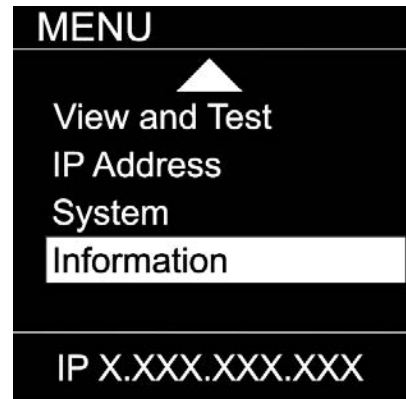 MENU
View and Test
IP Address
System
Information
IP X.XXX.XXX.XXX